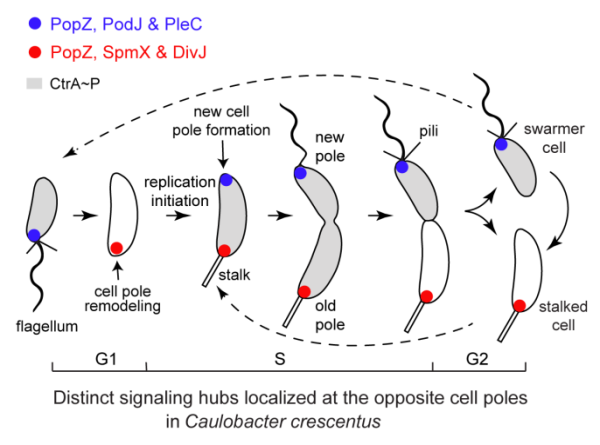 PopZ, PodJ & PleC
PopZ, SpmX & DivJ
CtrA~P
new cell
pole formation
new
pole
pili
swarmer
cell
replication
initiation
stalk
cell pole
remodeling
flagellum
old
pole
stalked
cell
G1
S
G2
Distinct signaling hubs localized at the opposite cell poles
in Caulobacter crescentus